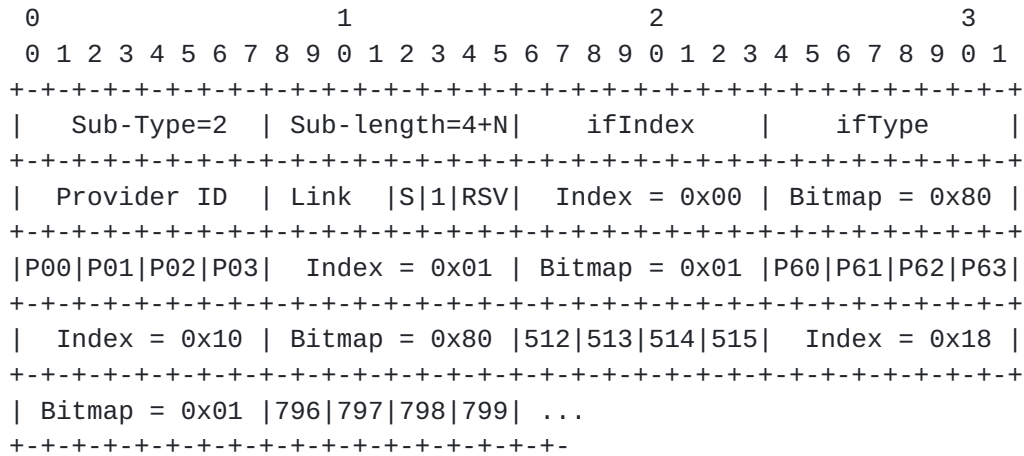 0                   1                   2                   3
 0 1 2 3 4 5 6 7 8 9 0 1 2 3 4 5 6 7 8 9 0 1 2 3 4 5 6 7 8 9 0 1
+-+-+-+-+-+-+-+-+-+-+-+-+-+-+-+-+-+-+-+-+-+-+-+-+-+-+-+-+-+-+-+-+
|   Sub-Type=2  | Sub-length=4+N|    ifIndex    |    ifType     |
+-+-+-+-+-+-+-+-+-+-+-+-+-+-+-+-+-+-+-+-+-+-+-+-+-+-+-+-+-+-+-+-+
|  Provider ID  | Link  |S|1|RSV|  Index = 0x00 | Bitmap = 0x80 |
+-+-+-+-+-+-+-+-+-+-+-+-+-+-+-+-+-+-+-+-+-+-+-+-+-+-+-+-+-+-+-+-+
|P00|P01|P02|P03|  Index = 0x01 | Bitmap = 0x01 |P60|P61|P62|P63|
+-+-+-+-+-+-+-+-+-+-+-+-+-+-+-+-+-+-+-+-+-+-+-+-+-+-+-+-+-+-+-+-+
|  Index = 0x10 | Bitmap = 0x80 |512|513|514|515|  Index = 0x18 |
+-+-+-+-+-+-+-+-+-+-+-+-+-+-+-+-+-+-+-+-+-+-+-+-+-+-+-+-+-+-+-+-+
| Bitmap = 0x01 |796|797|798|799| ...
+-+-+-+-+-+-+-+-+-+-+-+-+-+-+-+-+-+-